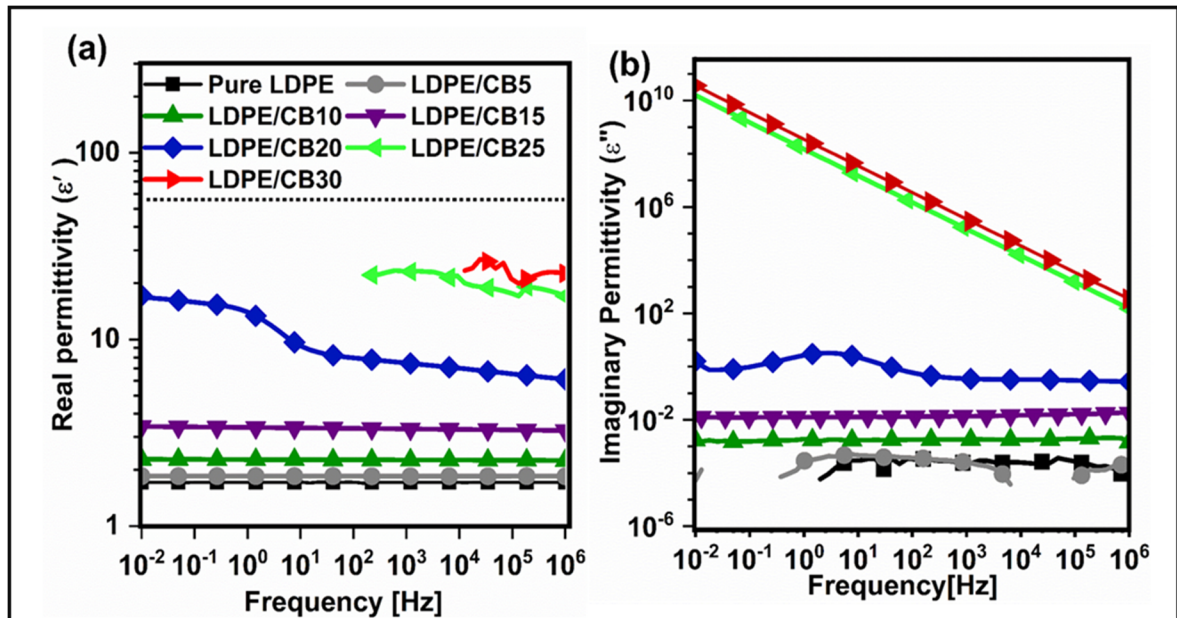 (a)
Real permittivity (ε′ )
100
10
1
Pure LDPE
LDPE/CB5
LDPE/CB10
LDPE/CB15
LDPE/CB20
LDPE/CB25
LDPE/CB30
10⁻² 10⁻¹ 10⁰ 10¹ 10² 10³ 10⁴ 10⁵ 10⁶
Frequency [Hz]
(b)
Imaginary Permittivity (ε")
10¹⁰
10⁶
10²
10⁻²
10⁻⁶
10⁻² 10⁻¹ 10⁰ 10¹ 10² 10³ 10⁴ 10⁵ 10⁶
Frequency[Hz]